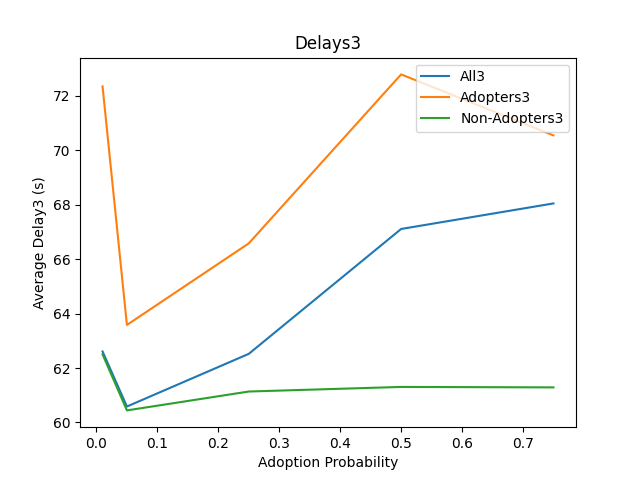 Delays3
All3
Adopters3
Non-Adopters3
Average Delay3 (s)
72
70
68
66
64
62
60
0.0 0.1 0.2 0.3 0.4 0.5 0.6 0.7
Adoption Probability